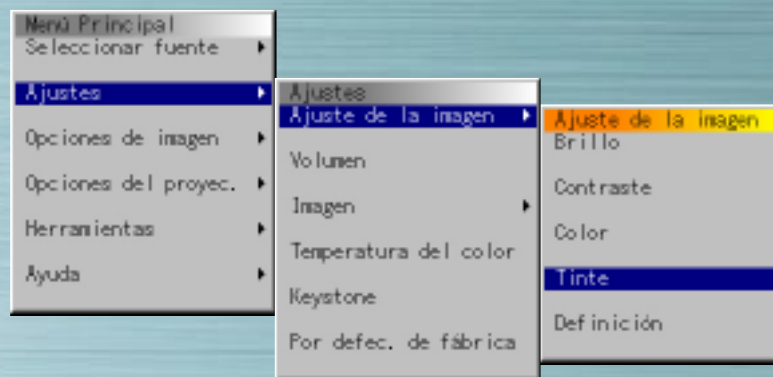 Menú Principal
Seleccionar fuente
Ajustes
Opciones de imagen
Opciones del proyec.
Herramientas
Ayuda
Ajustes
Ajuste de la imagen
Volumen
Imagen
Temperatura del color
Keystone
Por defec. de fábrica
Ajuste de la imagen
Brillo
Contraste
Color
Tinte
Definición